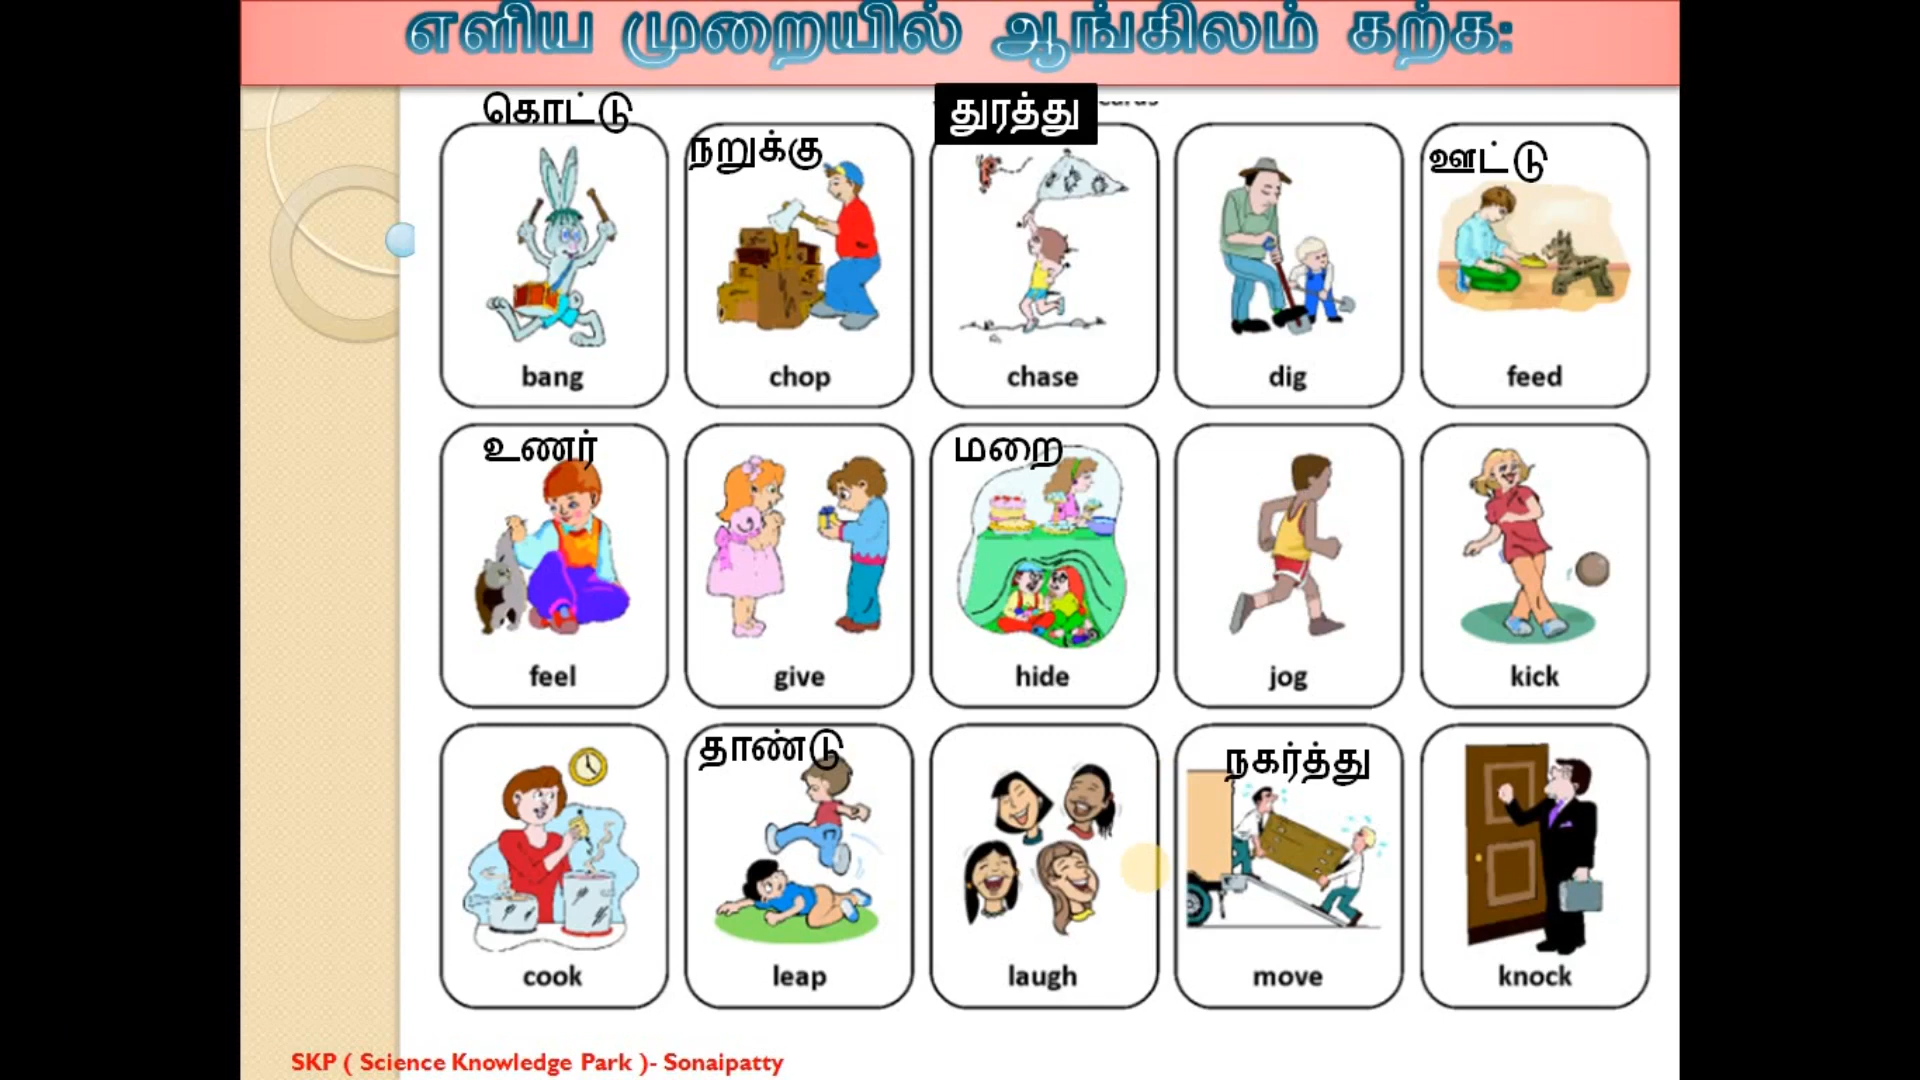 எளிய முறையில் ஆங்கிலம் கற்க:
கொட்டு
துரத்து
நறுக்கு
ஊட்டு
bang
chop
chase
dig
feed
உணர்
மறை
feel
give
hide
jog
kick
தாண்டு
நகர்த்து
cook
leap
laugh
move
knock
SKP ( Science Knowledge Park )- Sonaipatty